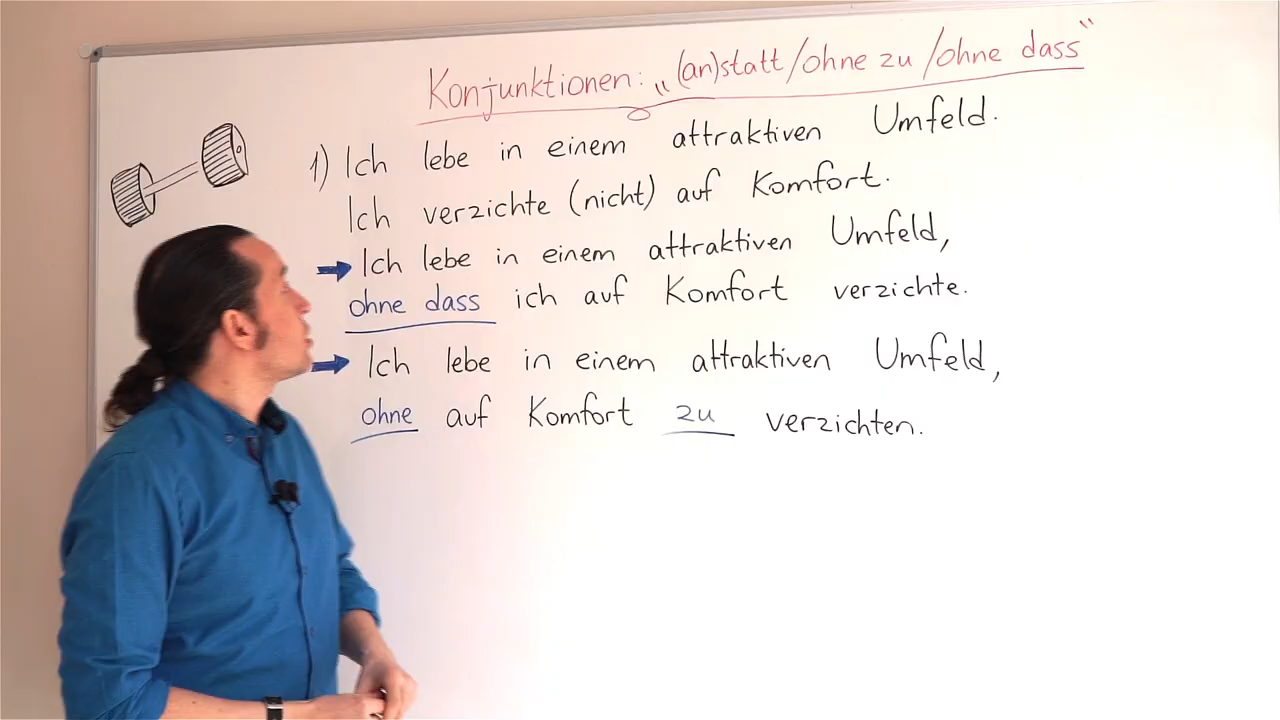 Konjunktionen: „(an)statt/ohne zu/ohne dass“
1) Ich lebe in einem attraktiven Umfeld.
Ich verzichte (nicht) auf Komfort.
Ich lebe in einem attraktiven Umfeld,
ohne dass ich auf Komfort verzichte.
Ich lebe in einem attraktiven Umfeld,
ohne auf Komfort zu verzichten.